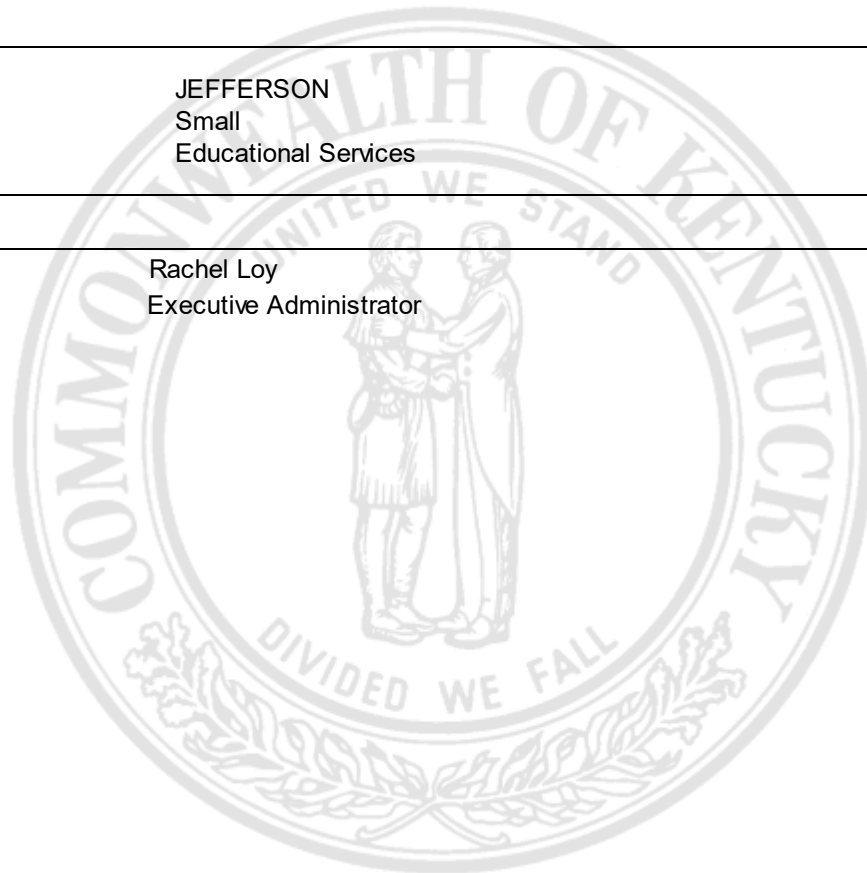 JEFFERSON
Small
Educational Services
Rachel Loy
Executive Administrator
COMMONWEALTH OF KENTUCKY
UNITED WE STAND
DIVIDED WE FALL